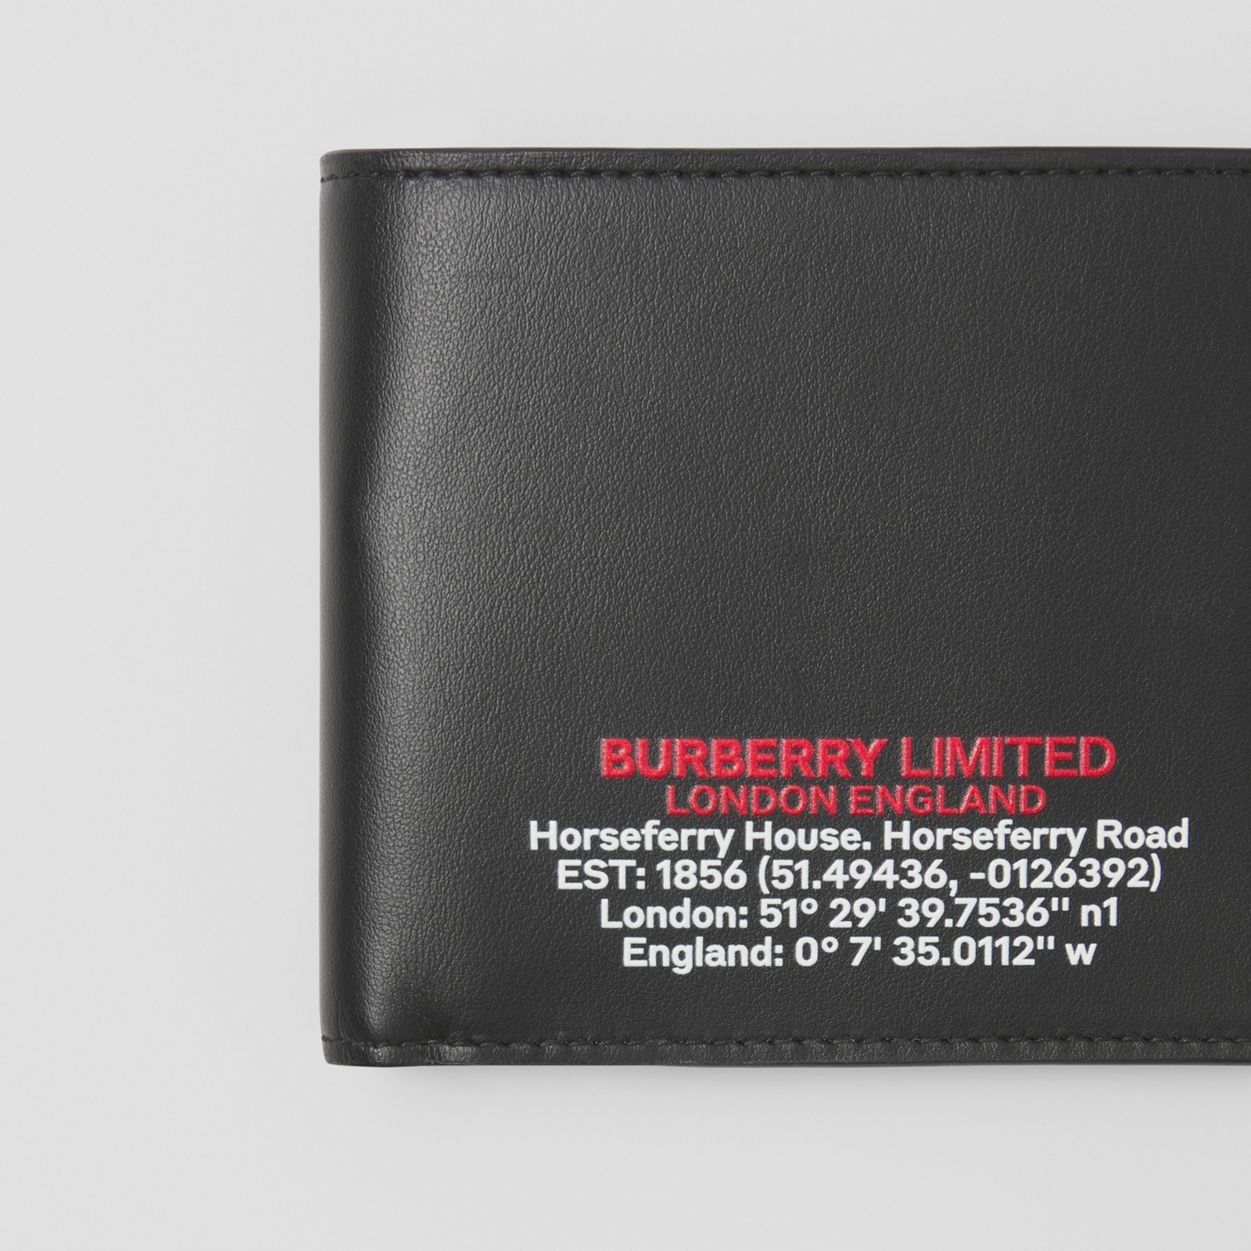 BURBERRY LIMITED
LONDON ENGLAND
Horseferry House. Horseferry Road
EST: 1856 (51.49436, -0126392)
London: 51° 29' 39.7536'' n1
England: 0° 7' 35.0112'' w